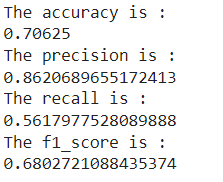 The accuracy is :
0.70625
The precision is :
0.8620689655172413
The recall is :
0.5617977528089888
The f1_score is :
0.6802721088435374